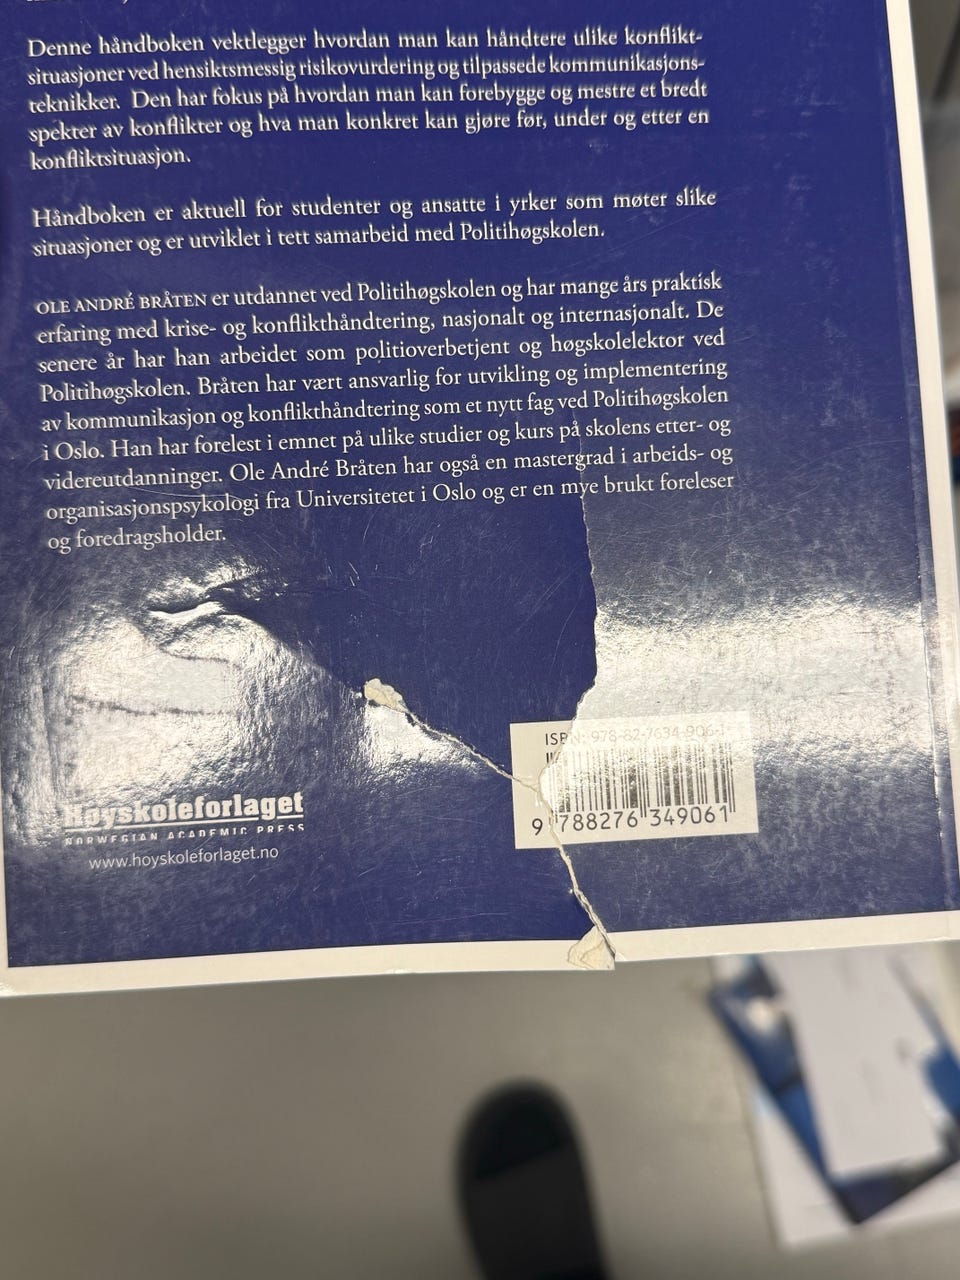 Denne håndboken vektlegger hvordan man kan håndtere ulike konflikt-
situasjoner ved hensiktsmessig risikovurdering og tilpassede kommunikasjons-
teknikker. Den har fokus på hvordan man kan forebygge og mestre et bredt
spekter av konflikter og hva man konkret kan gjøre før, under og etter en
konfliktsituasjon.
Håndboken er aktuell for studenter og ansatte i yrker som møter slike
situasjoner og er utviklet i tett samarbeid med Politihøgskolen.
OLE ANDRÉ BRÅTEN er utdannet ved Politihøgskolen og har mange års praktisk
erfaring med krise- og konflikthåndtering, nasjonalt og internasjonalt. De
senere år har han arbeidet som politioverbetjent og høgskolelektor ved
Politihøgskolen. Bråten har vært ansvarlig for utvikling og implementering
av kommunikasjon og konflikthåndtering som et nytt fag ved Politihøgskolen
i Oslo. Han har forelest i emnet på ulike studier og kurs på skolens etter- og
videreutdanninger. Ole André Bråten har også en mastergrad i arbeids- og
organisasjonspsykologi fra Universitetet i Oslo og er en mye brukt foreleser
og foredragsholder.
ISBN: 978-82-7634-906-1
9 788276 349061
Høyskoleforlaget
NORWEGIAN ACADEMIC PRESS
www.hoyskoleforlaget.no